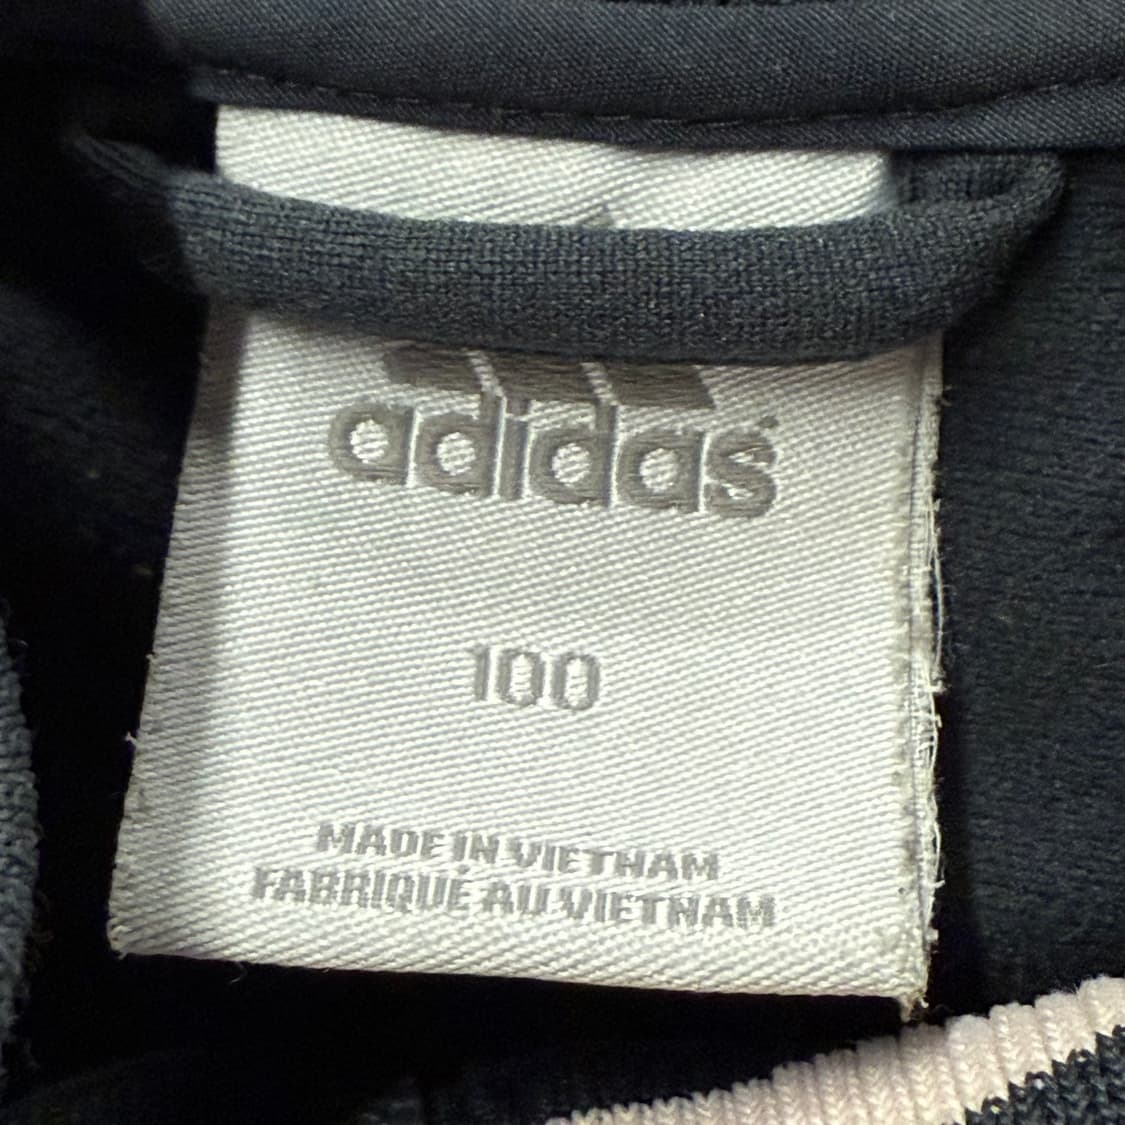 adidas
100
MADE IN VIETNAM
FABRIQUÉ AU VIETNAM